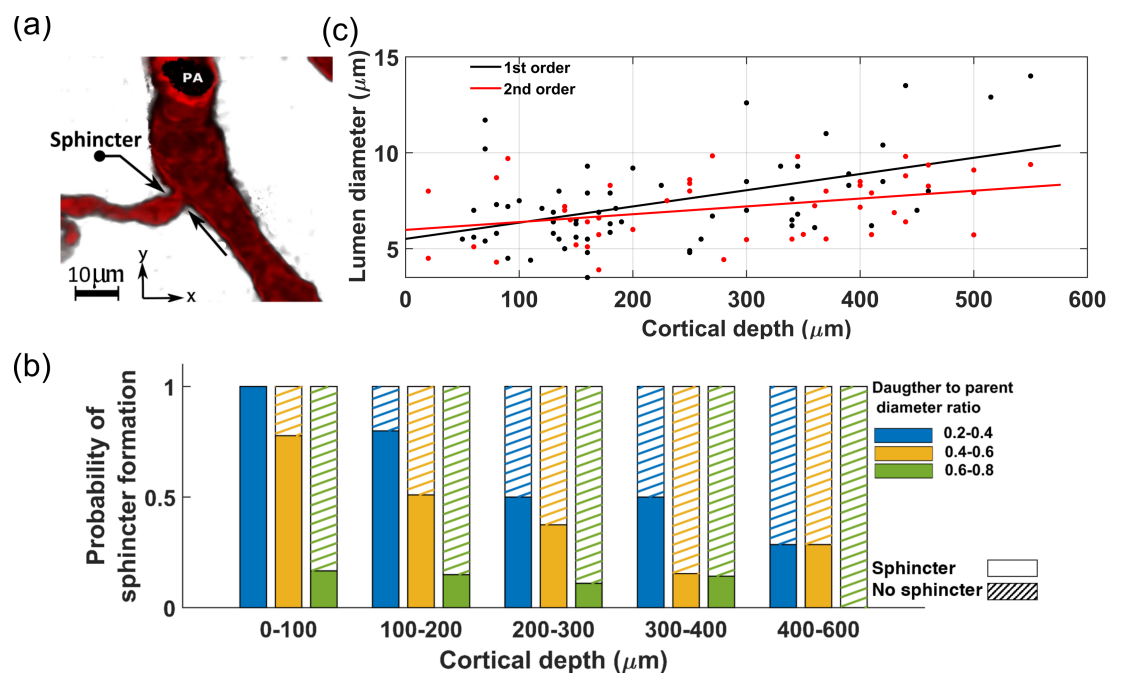 (a)
PA
Sphincter
y
x
10 μm
(c)
Lumen diameter (μm)
15
10
5
1st order
2nd order
0
100
200
300
400
500
600
Cortical depth (μm)
(b)
Probability of
sphincter formation
1
0.5
0
0-100
100-200
200-300
300-400
400-600
Cortical depth (μm)
Daugther to parent
diameter ratio
0.2-0.4
0.4-0.6
0.6-0.8
Sphincter
No sphincter